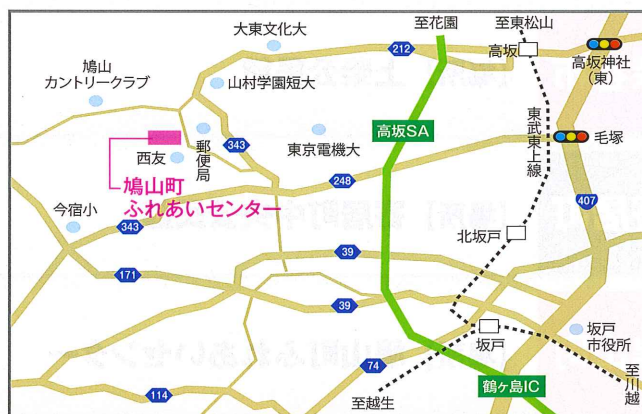 至花園
至東松山
大東文化大
212
高坂
高坂神社
（東）
鳩山
カントリークラブ
山村学園短大
高坂SA
東武東上線
毛塚
郵便局
343
東京電機大
西友
鳩山町
ふれあいセンター
248
407
今宿小
343
北坂戸
39
171
39
坂戸
坂戸
市役所
74
鶴ヶ島IC
至川越
114
至越生